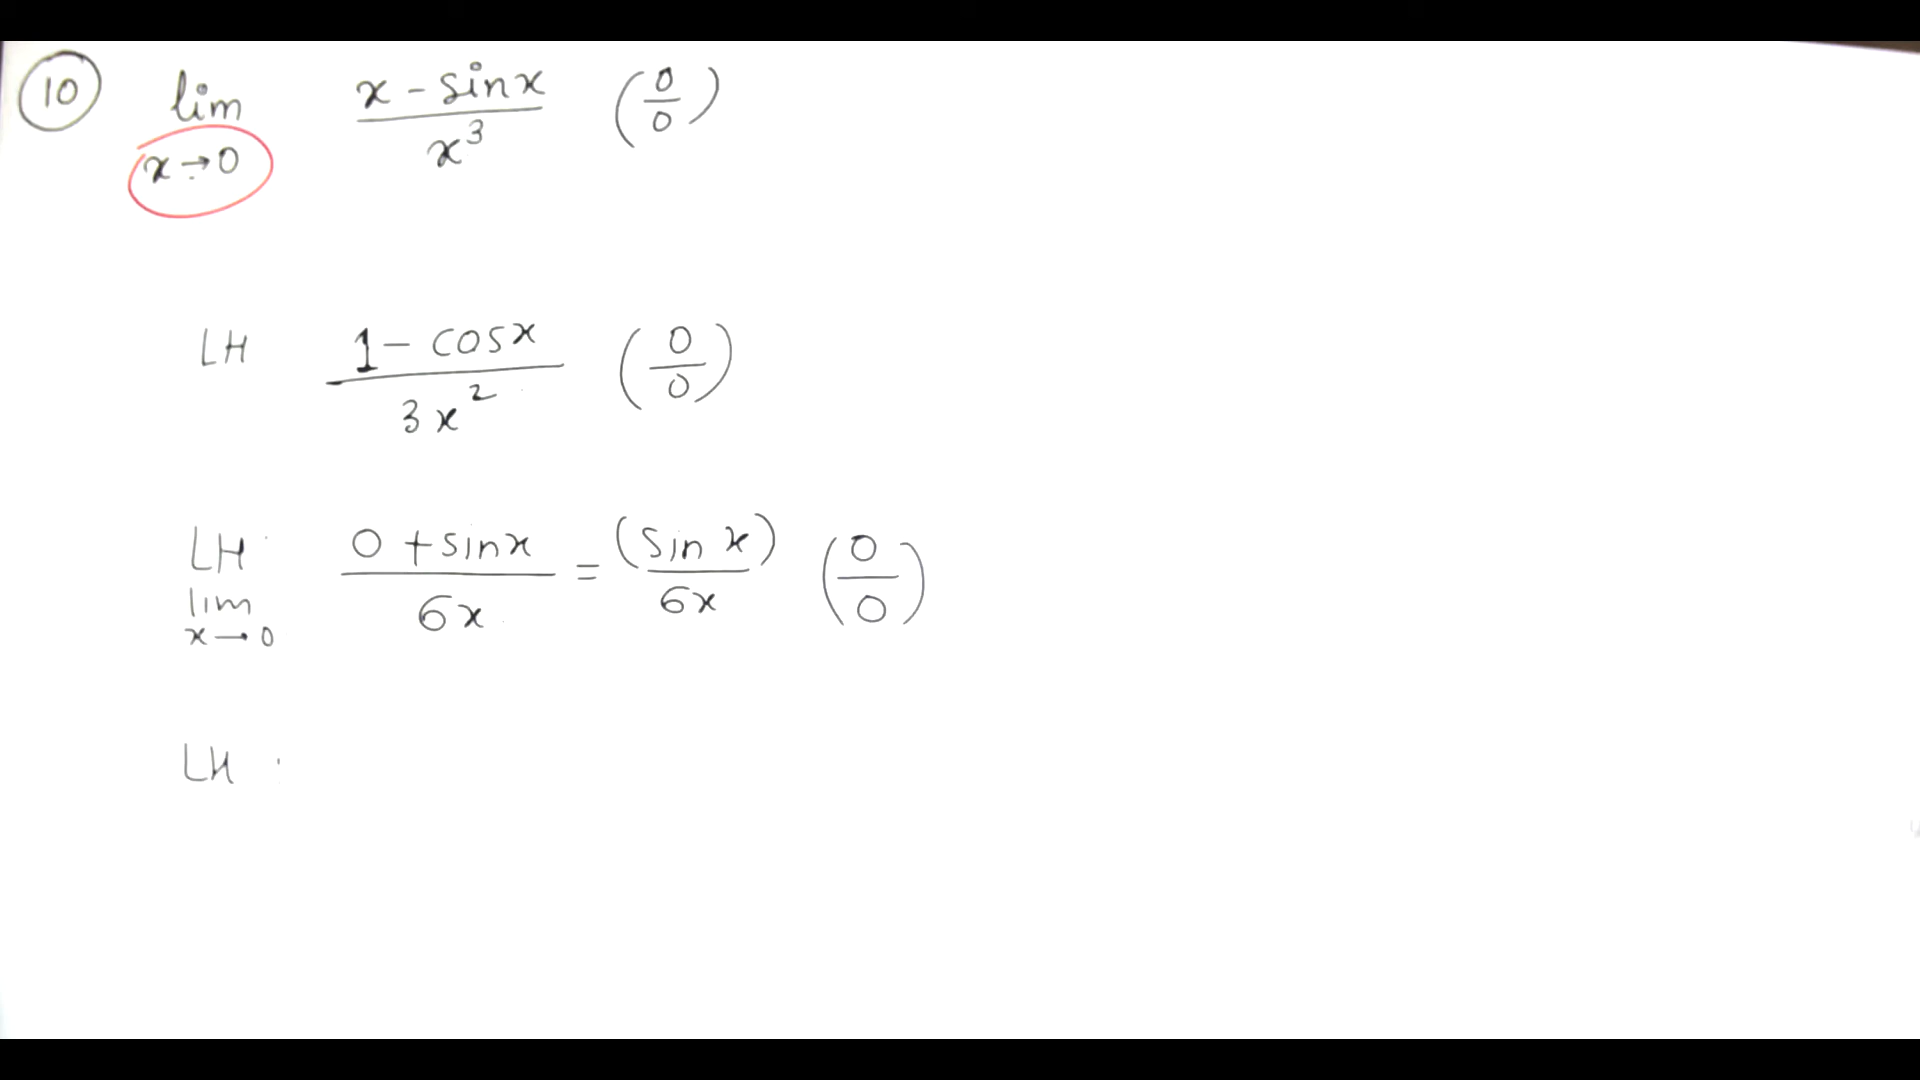 10 lim x→0 x - sinx / x³ (0/0)
LH 1 - cosx / 3x² (0/0)
LH lim x→0 0 + sinx / 6x = (sin x) / 6x (0/0)
LH